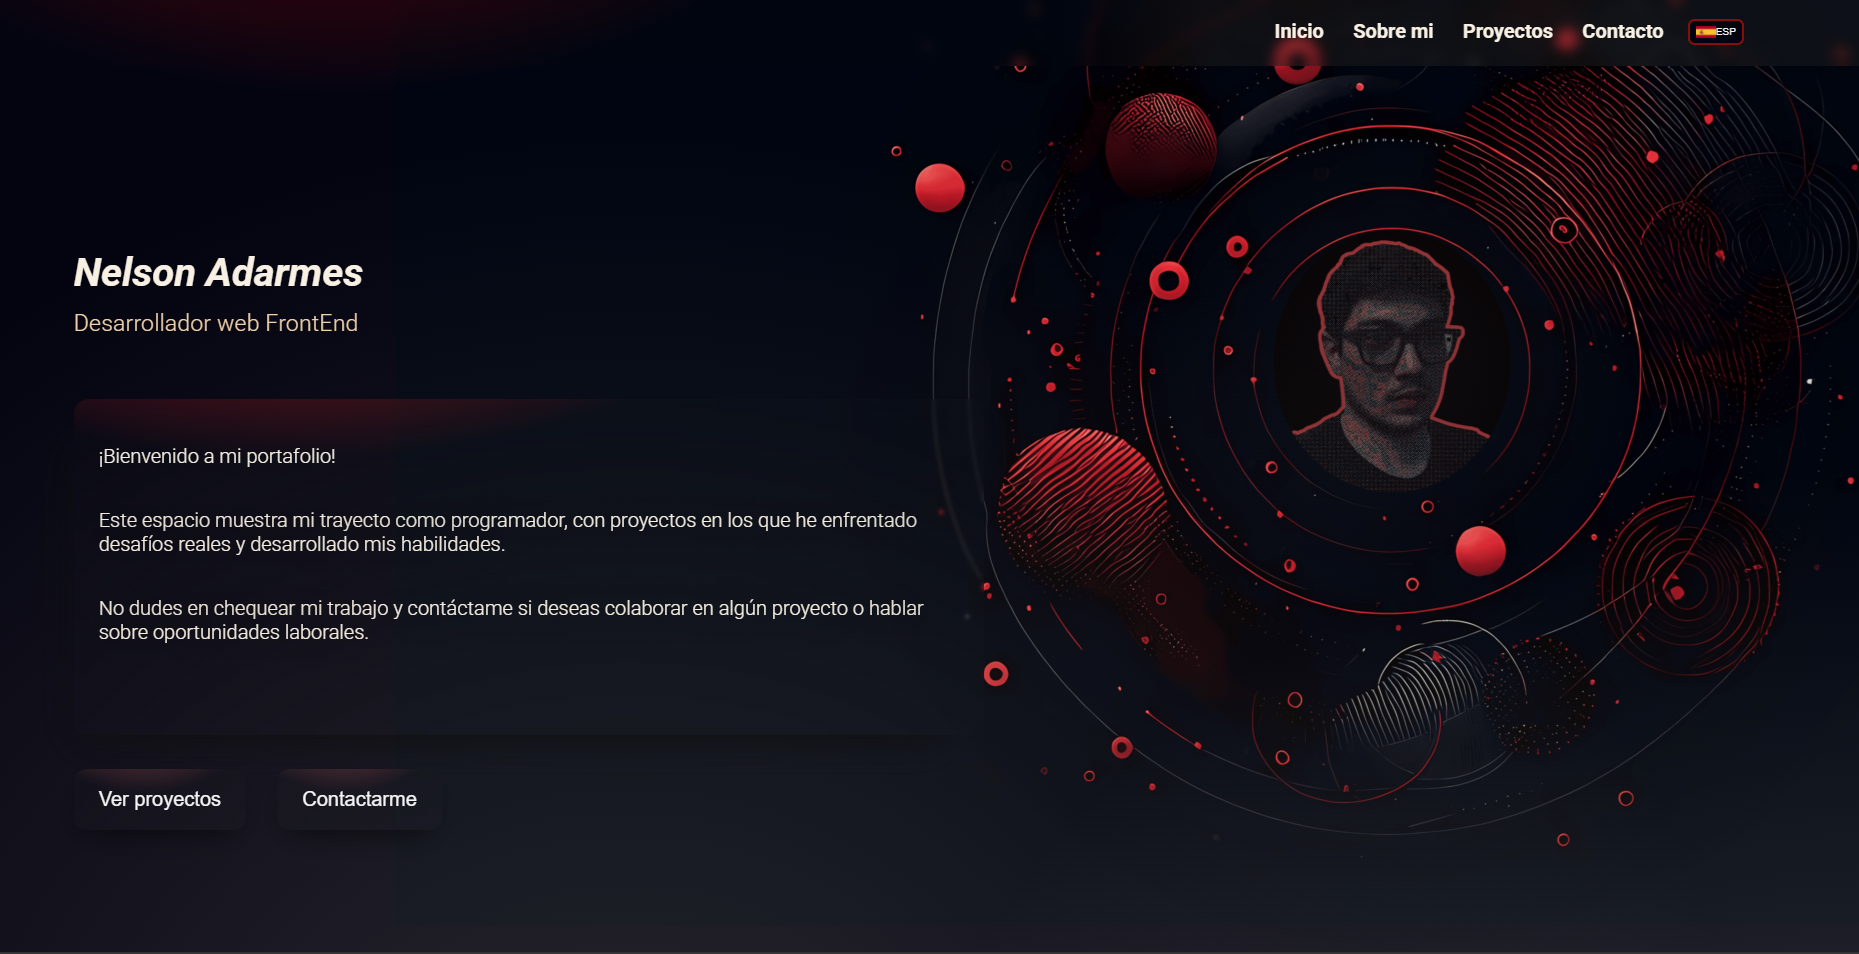 Inicio Sobre mi Proyectos Contacto ESP
Nelson Adarmes
Desarrollador web FrontEnd
¡Bienvenido a mi portafolio!
Este espacio muestra mi trayecto como programador, con proyectos en los que he enfrentado
desafíos reales y desarrollado mis habilidades.
No dudes en chequear mi trabajo y contáctame si deseas colaborar en algún proyecto o hablar
sobre oportunidades laborales.
Ver proyectos Contactarme